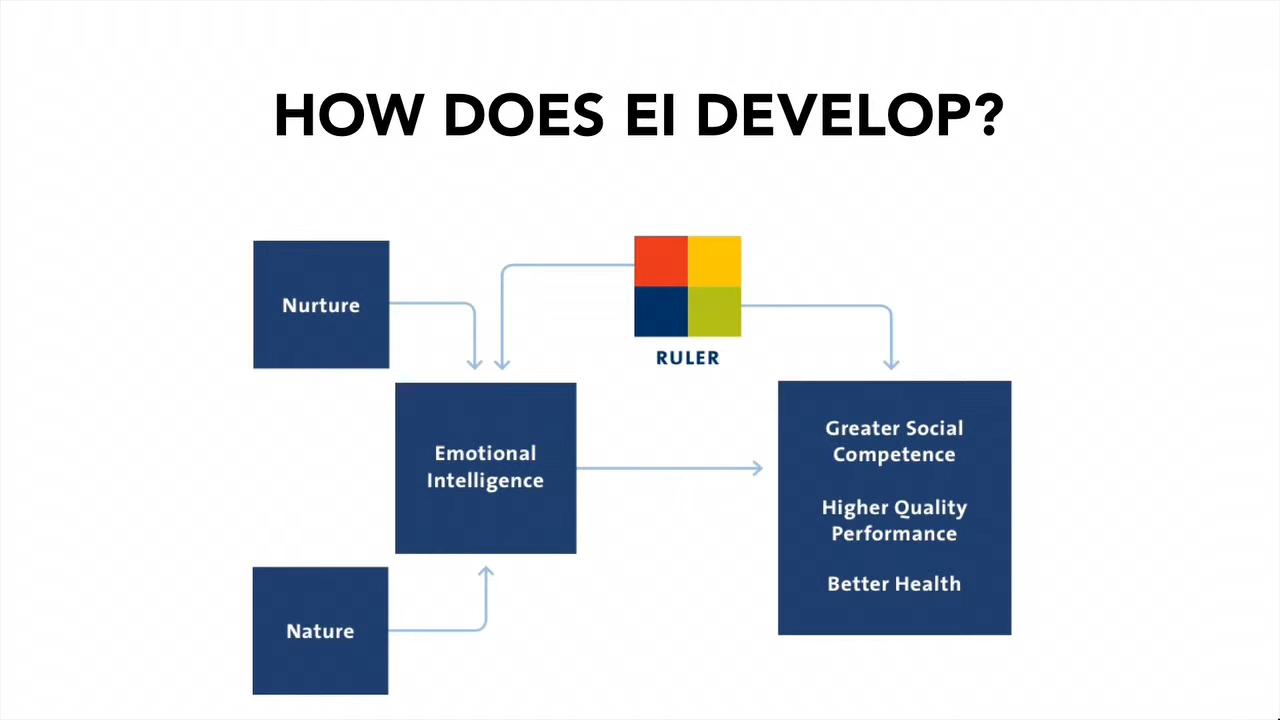 HOW DOES EI DEVELOP?
Nurture
RULER
Emotional
Intelligence
Greater Social
Competence
Higher Quality
Performance
Better Health
Nature